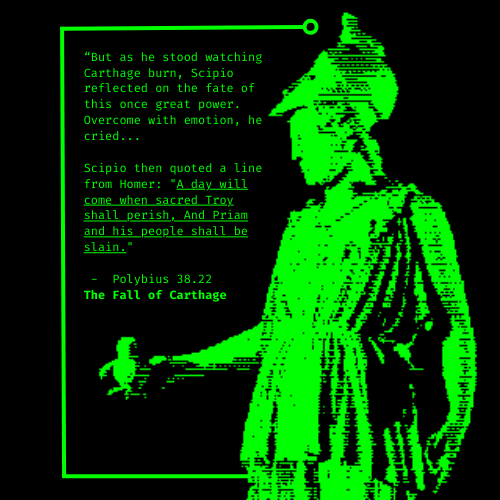 “But as he stood watching
Carthage burn, Scipio
reflected on the fate of
this once great power.
Overcome with emotion, he
cried...
Scipio then quoted a line
from Homer: "A day will
come when sacred Troy
shall perish, And Priam
and his people shall be
slain."
– Polybius 38.22
The Fall of Carthage